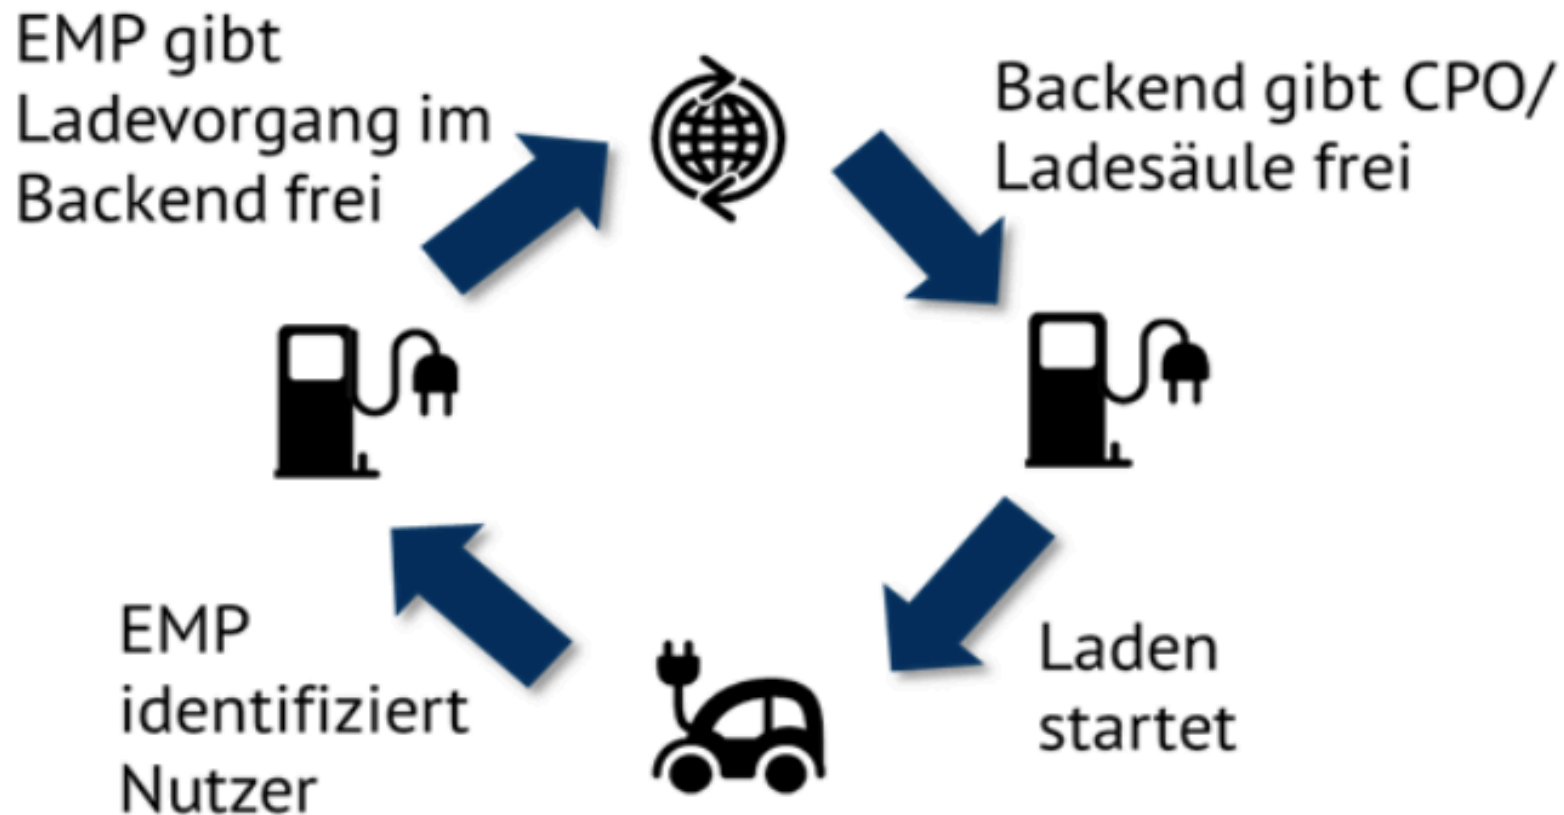 EMP gibt
Ladevorgang im
Backend frei
Backend gibt CPO/
Ladesäule frei
EMP
identifiziert
Nutzer
Laden
startet